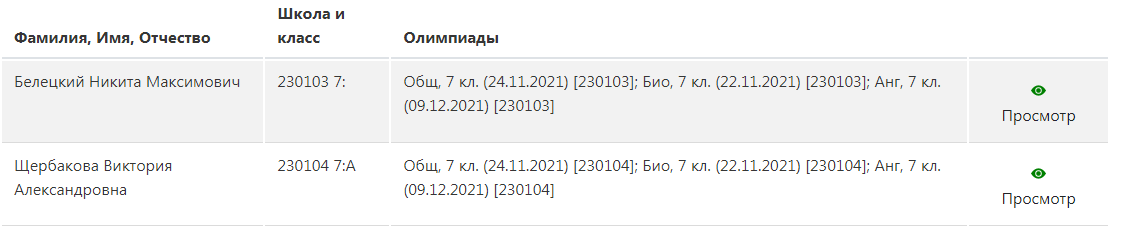 Фамилия, Имя, Отчество
Школа и
класс
Олимпиады
Белецкий Никита Максимович
230103 7:
Общ, 7 кл. (24.11.2021) [230103]; Био, 7 кл. (22.11.2021) [230103]; Анг, 7 кл.
(09.12.2021) [230103]
Просмотр
Щербакова Виктория
Александровна
230104 7:А
Общ, 7 кл. (24.11.2021) [230104]; Био, 7 кл. (22.11.2021) [230104]; Анг, 7 кл.
(09.12.2021) [230104]
Просмотр